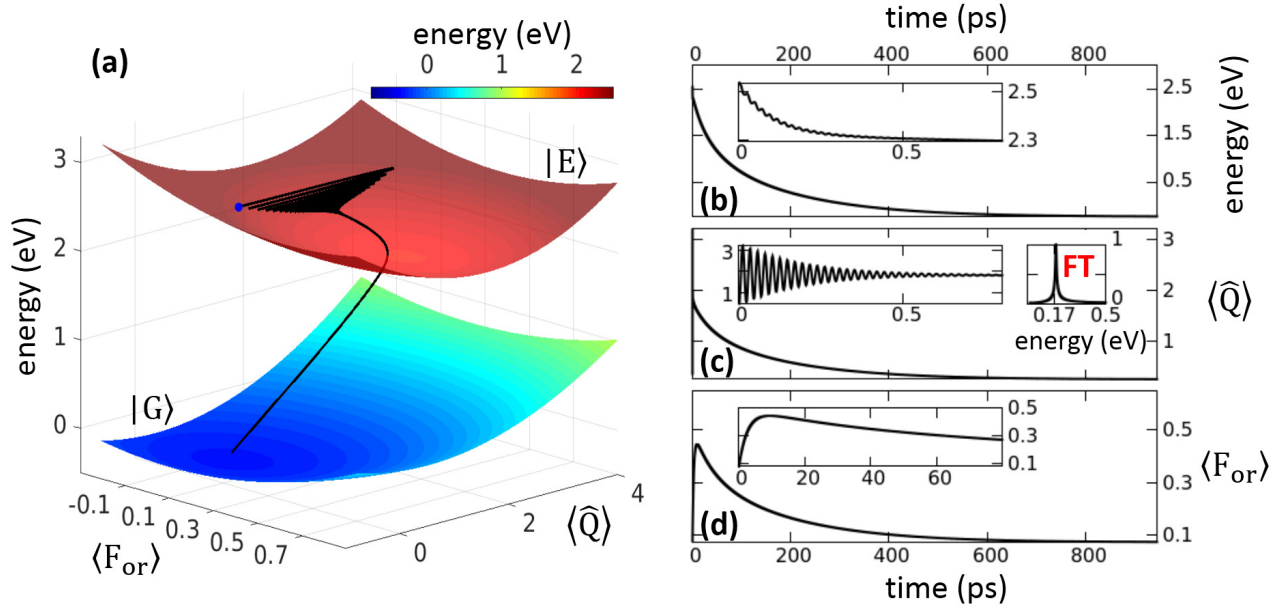 (a)
energy (eV)
0 1 2
energy (eV)
3
2
1
0
|E⟩
|G⟩
-0.1 0.1 0.3 0.5 0.7
⟨F_or⟩
0 2 4
⟨Q̂⟩
time (ps)
0 200 400 600 800
(b)
2.5
1.5
0.5
energy (eV)
2.5
2.3
0 0.5
(c)
3
2
1
⟨Q̂⟩
3
1
0 0.5
FT
1
0
0.17 0.5
energy (eV)
(d)
0.5
0.3
0.1
⟨F_or⟩
0.5
0.3
0.1
0 20 40 60
0 200 400 600 800
time (ps)